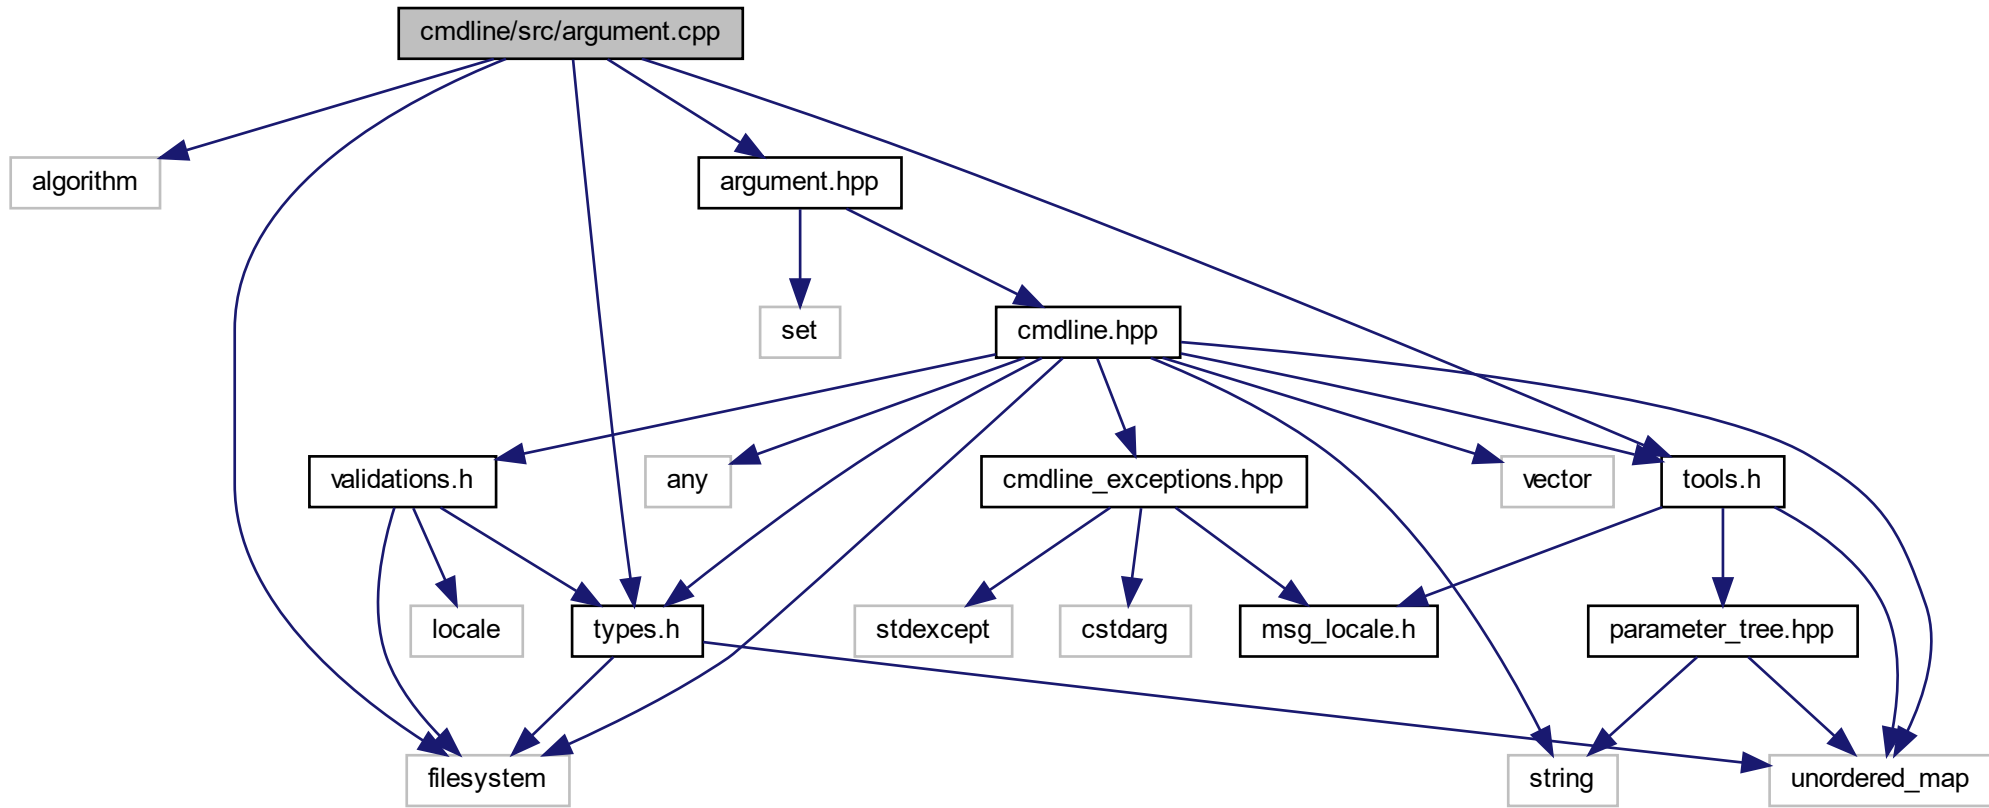 cmdline/src/argument.cpp
algorithm
argument.hpp
set
cmdline.hpp
validations.h
any
cmdline_exceptions.hpp
vector
tools.h
locale
types.h
stdexcept
cstdarg
msg_locale.h
parameter_tree.hpp
filesystem
string
unordered_map